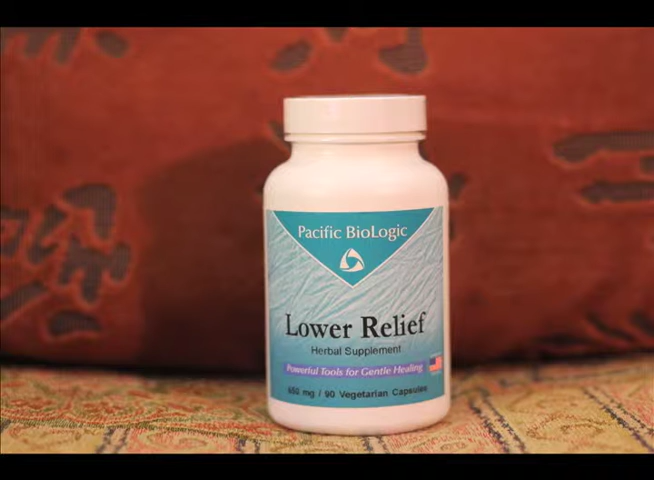 Pacific BioLogic
Lower Relief
Herbal Supplement
Powerful Tools for Gentle Healing
650 mg / 90 Vegetarian Capsules